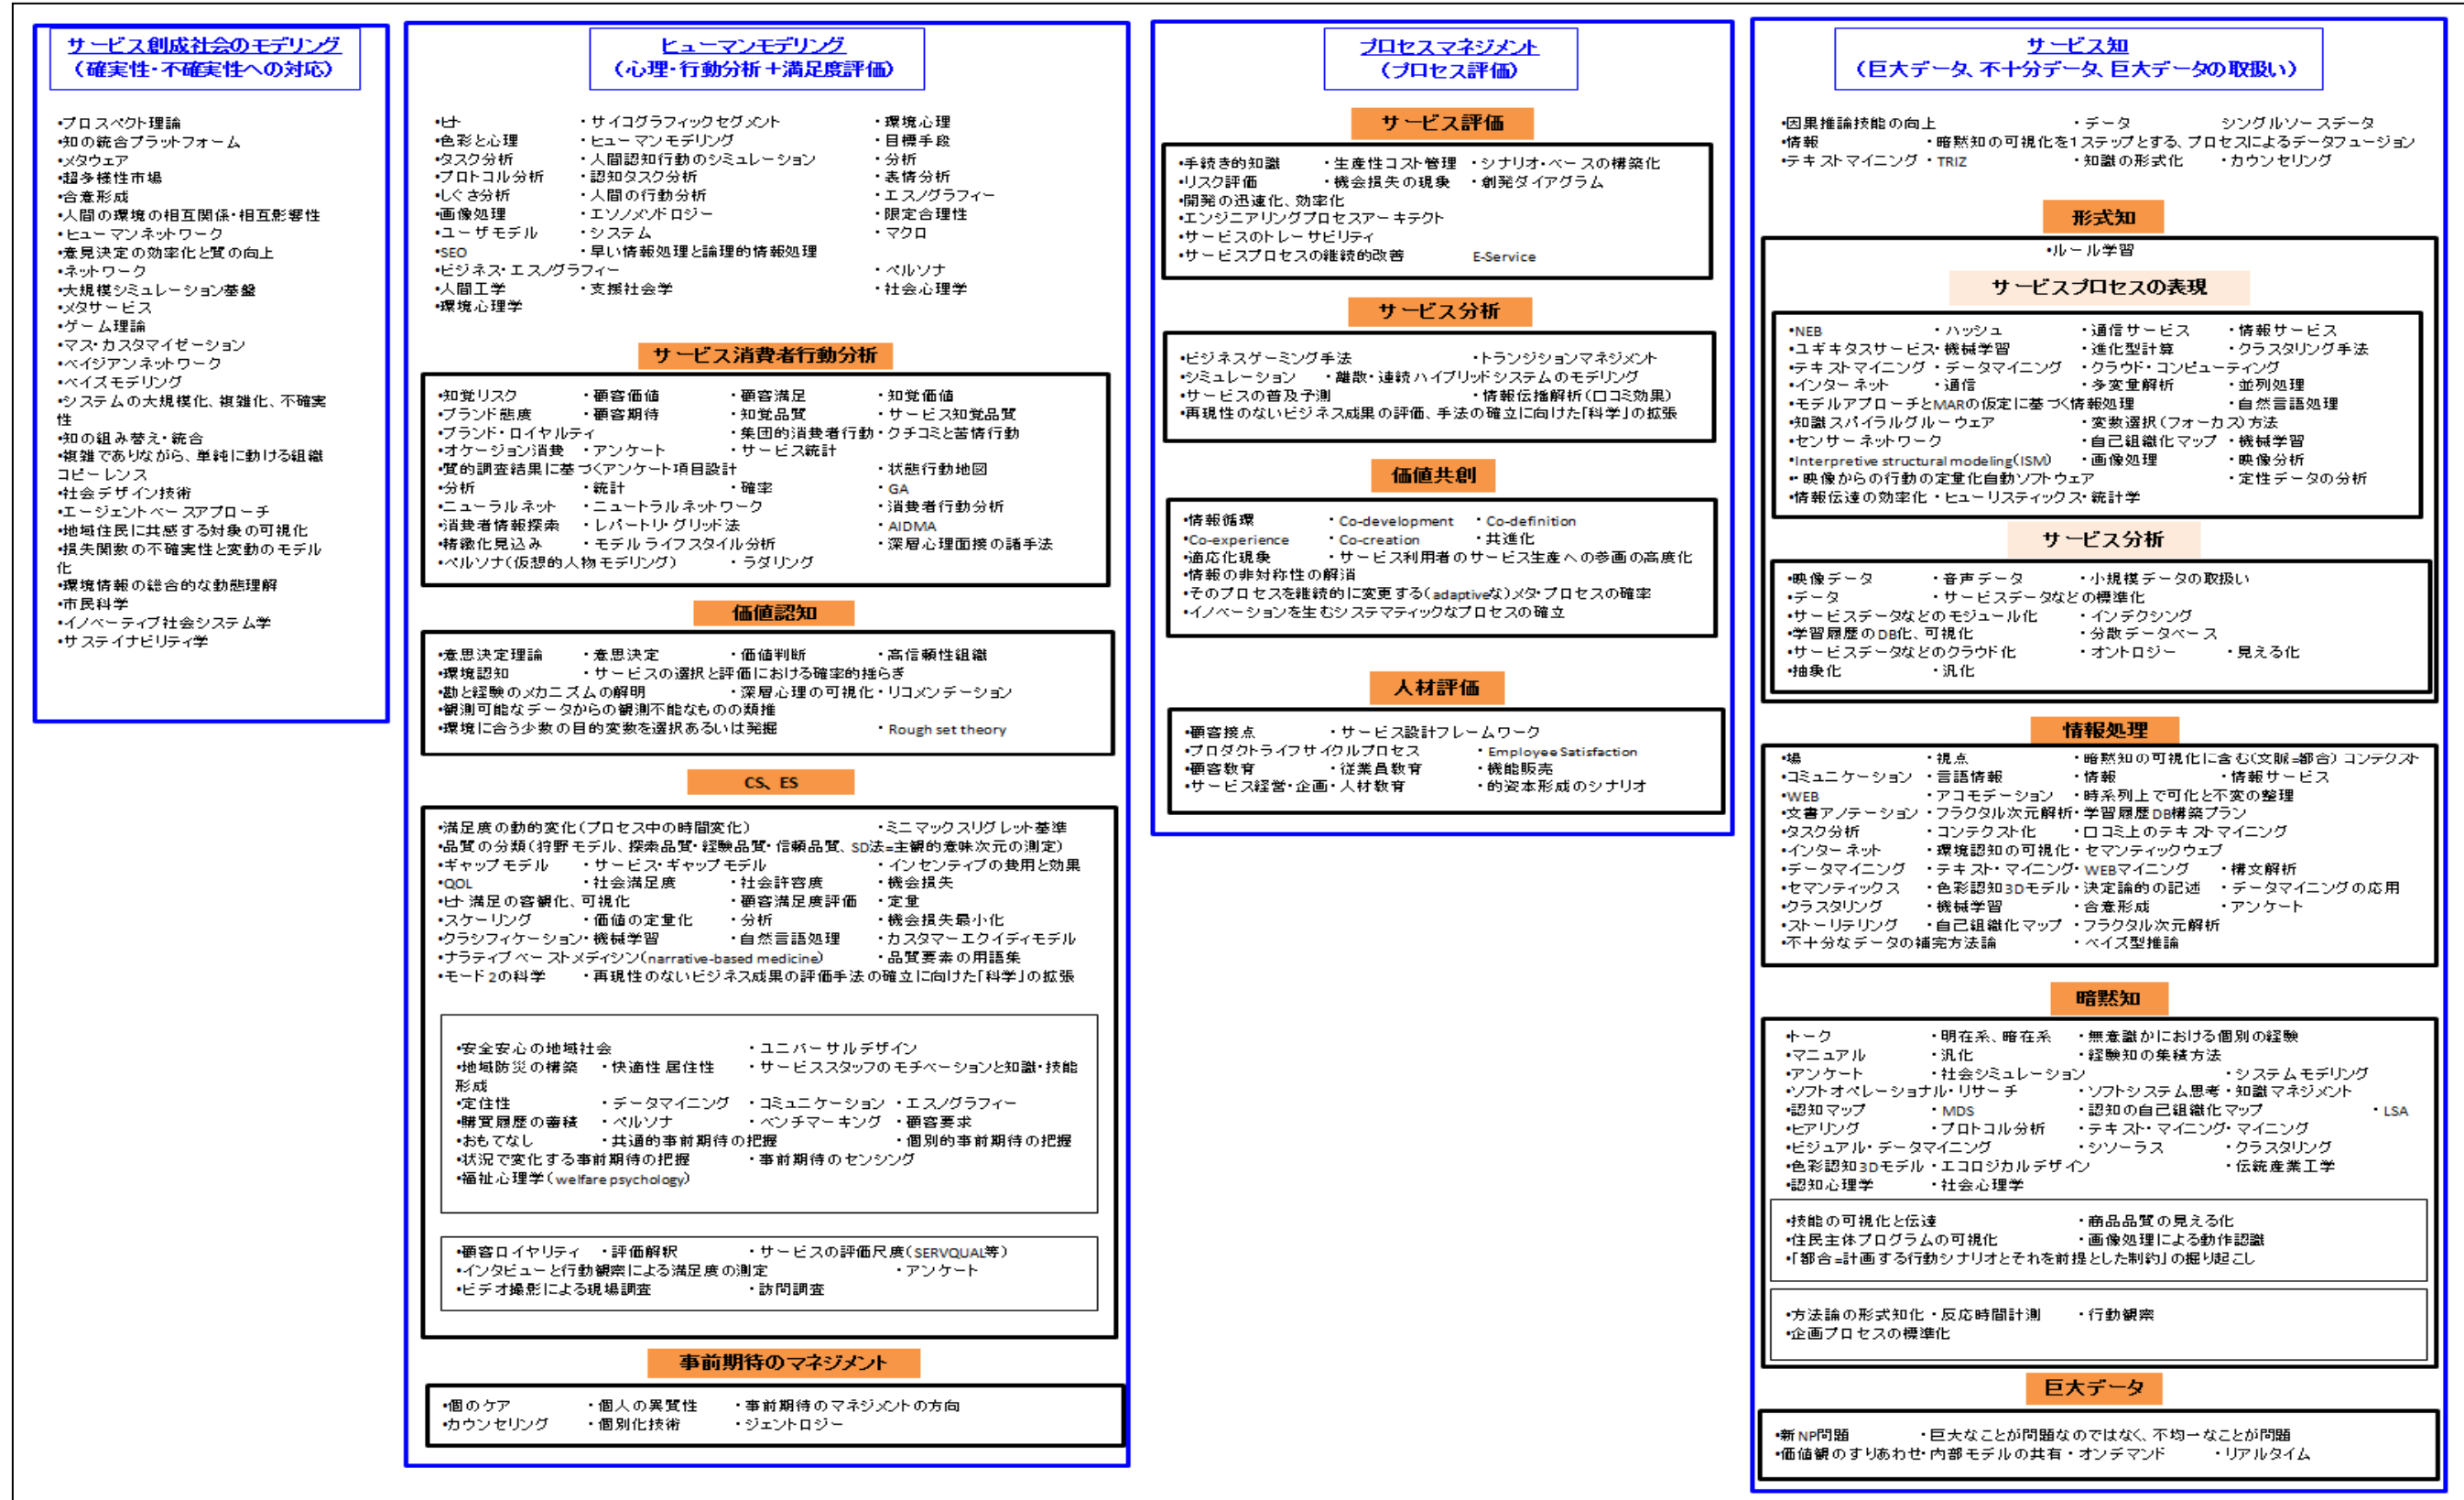 サービス創成社会のモデリング
(確実性・不確実性への対応)
•プロスペクト理論
•知の統合プラットフォーム
•メタウェア
•超多様性市場
•合意形成
•人間の環境の相互関係・相互影響性
•ヒューマンネットワーク
•意見決定の効率化と質の向上
•ネットワーク
•大規模シミュレーション基盤
•メタサービス
•ゲーム理論
•マス・カスタマイゼーション
•ベイジアンネットワーク
•ベイズモデリング
•システムの大規模化、複雑化、不確実
性
•知の組み替え・統合
•複雑でありながら、単純に動ける組織
コヒーレンス
•社会デザイン技術
•エージェントベースアプローチ
•地域住民に共感する対象の可視化
•損失関数の不確実性と変動のモデル
化
•環境情報の総合的な動態理解
•市民科学
•イノベーティブ社会システム学
•サステイナビリティ学
ヒューマンモデリング
(心理・行動分析+満足度評価)
•ヒト ・サイコグラフィックセグメント ・環境心理
•色彩と心理 ・ヒューマンモデリング ・目標手段
•タスク分析 ・人間認知行動のシミュレーション ・分析
•プロトコル分析 ・認知タスク分析 ・表情分析
•しぐさ分析 ・人間の行動分析 ・エスノグラフィー
•画像処理 ・エソノメソドロジー ・限定合理性
•ユーザモデル ・システム ・マクロ
•SEO ・早い情報処理と論理的情報処理
•ビジネス・エスノグラフィー ・ペルソナ
•人間工学 ・支援社会学 ・社会心理学
•環境心理学
サービス消費者行動分析
•知覚リスク ・顧客価値 ・顧客満足 ・知覚価値
•ブランド態度 ・顧客期待 ・知覚品質 ・サービス知覚品質
•ブランド・ロイヤルティ ・集団的消費者行動・クチコミと苦情行動
•オケージョン消費 ・アンケート ・サービス統計
•質的調査結果に基づくアンケート項目設計 ・状態行動地図
•分析 ・統計 ・確率 ・GA
•ニューラルネット ・ニュートラルネットワーク ・消費者行動分析
•消費者情報探索 ・レパートリ・グリッド法 ・AIDMA
•精緻化見込み ・モデルライフスタイル分析 ・深層心理面接の諸手法
•ペルソナ(仮想的人物モデリング) ・ラダリング
価値認知
•意思決定理論 ・意思決定 ・価値判断 ・高信頼性組織
•環境認知 ・サービスの選択と評価における確率的揺らぎ
•勘と経験のメカニズムの解明 ・深層心理の可視化・リコメンデーション
•観測可能なデータからの観測不能なものの類推
•環境に合う少数の目的変数を選択あるいは発掘 ・Rough set theory
CS、ES
•満足度の動的変化(プロセス中の時間変化) ・ミニマックスリグレット基準
•品質の分類(狩野モデル、探索品質・経験品質・信頼品質、SD法=主観的意味次元の測定)
•ギャップモデル ・サービス・ギャップモデル ・インセンティブの費用と効果
•QOL ・社会満足度 ・社会許容度 ・機会損失
•ヒト満足の客観化、可視化 ・顧客満足度評価 ・定量
•スケーリング ・価値の定量化 ・分析 ・機会損失最小化
•クラシフィケーション・機械学習 ・自然言語処理 ・カスタマーエクイディモデル
•ナラティブベーストメディシン(narrative-based medicine) ・品質要素の用語集
•モード2の科学 ・再現性のないビジネス成果の評価手法の確立に向けた「科学」の拡張
•安全安心の地域社会 ・ユニバーサルデザイン
•地域防災の構築 ・快適性居住性 ・サービススタッフのモチベーションと知識・技能
形成
•定住性 ・データマイニング ・コミュニケーション ・エスノグラフィー
•購買履歴の蓄積 ・ペルソナ ・ベンチマーキング ・顧客要求
•おもてなし ・共通的事前期待の把握 ・個別的事前期待の把握
•状況で変化する事前期待の把握 ・事前期待のセンシング
•福祉心理学(welfare psychology)
•顧客ロイヤリティ ・評価解釈 ・サービスの評価尺度(SERVQUAL等)
•インタビューと行動観察による満足度の測定 ・アンケート
•ビデオ撮影による現場調査 ・訪問調査
事前期待のマネジメント
•個のケア ・個人の異質性 ・事前期待のマネジメントの方向
•カウンセリング ・個別化技術 ・ジェントロジー
プロセスマネジメント
(プロセス評価)
サービス評価
•手続き的知識 ・生産性コスト管理 ・シナリオ・ベースの構築化
•リスク評価 ・機会損失の現象 ・創発ダイアグラム
•開発の迅速化、効率化
•エンジニアリングプロセスアーキテクト
•サービスのトレーサビリティ
•サービスプロセスの継続的改善 E-Service
サービス分析
•ビジネスゲーミング手法 ・トランジションマネジメント
•シミュレーション ・離散・連続ハイブリッドシステムのモデリング
•サービスの普及予測 ・情報伝播解析(口コミ効果)
•再現性のないビジネス成果の評価、手法の確立に向けた「科学」の拡張
価値共創
•情報循環 ・Co-development ・Co-definition
•Co-experience ・Co-creation ・共進化
•適応化現象 ・サービス利用者のサービス生産への参画の高度化
•情報の非対称性の解消
•そのプロセスを継続的に変更する(adaptiveな)メタ・プロセスの確率
•イノベーションを生むシステマティックなプロセスの確立
人材評価
•顧客接点 ・サービス設計フレームワーク
•プロダクトライフサイクルプロセス ・Employee Satisfaction
•顧客教育 ・従業員教育 ・機能販売
•サービス経営・企画・人材教育 ・的資本形成のシナリオ
サービス知
(巨大データ、不十分データ、巨大データの取扱い)
•因果推論技能の向上 ・データ シングルソースデータ
•情報 ・暗黙知の可視化を1ステップとする、プロセスによるデータフュージョン
•テキストマイニング ・TRIZ ・知識の形式化 ・カウンセリング
形式知
•ルール学習
サービスプロセスの表現
•NEB ・ハッシュ ・通信サービス ・情報サービス
•ユギキタスサービス・機械学習 ・進化型計算 ・クラスタリング手法
•テキストマイニング ・データマイニング ・クラウド・コンピューティング
•インターネット ・通信 ・多変量解析 ・並列処理
•モデルアプローチとMARの仮定に基づく情報処理 ・自然言語処理
•知識スパイラルグルーウェア ・変数選択(フォーカス)方法
•センサーネットワーク ・自己組織化マップ ・機械学習
•Interpretive structural modeling(ISM) ・画像処理 ・映像分析
•・映像からの行動の定量化自動ソフトウェア ・定性データの分析
•情報伝達の効率化・ヒューリスティックス・統計学
サービス分析
•映像データ ・音声データ ・小規模データの取扱い
•データ ・サービスデータなどの標準化
•サービスデータなどのモジュール化 ・インデクシング
•学習履歴のDB化、可視化 ・分散データベース
•サービスデータなどのクラウド化 ・オントロジー ・見える化
•抽象化 ・汎化
情報処理
•場 ・視点 ・暗黙知の可視化に含む(文脈=都合)コンテクスト
•コミュニケーション ・言語情報 ・情報 ・情報サービス
•WEB ・アコモデーション ・時系列上で可化と不変の整理
•文書アノテーション ・フラクタル次元解析・学習履歴DB構築プラン
•タスク分析 ・コンテクスト化 ・口コミ上のテキストマイニング
•インターネット ・環境認知の可視化・セマンティックウェブ
•データマイニング ・テキスト・マイニング・WEBマイニング ・構文解析
•セマンティックス ・色彩認知3Dモデル・決定論的の記述 ・データマイニングの応用
•クラスタリング ・機械学習 ・合意形成 ・アンケート
•ストーリテリング ・自己組織化マップ ・フラクタル次元解析
•不十分なデータの補完方法論 ・ベイズ型推論
暗黙知
•トーク ・明在系、暗在系 ・無意識かにおける個別の経験
•マニュアル ・汎化 ・経験知の集積方法
•アンケート ・社会シミュレーション ・システムモデリング
•ソフトオペレーショナル・リサーチ ・ソフトシステム思考・知識マネジメント
•認知マップ ・MDS ・認知の自己組織化マップ ・LSA
•ヒアリング ・プロトコル分析 ・テキスト・マイニング・マイニング
•ビジュアル・データマイニング ・シソーラス ・クラスタリング
•色彩認知3Dモデル・エコロジカルデザイン ・伝統産業工学
•認知心理学 ・社会心理学
•技能の可視化と伝達 ・商品品質の見える化
•住民主体プログラムの可視化 ・画像処理による動作認識
•「都合=計画する行動シナリオとそれを前提とした制約」の掘り起こし
•方法論の形式知化・反応時間計測 ・行動観察
•企画プロセスの標準化
巨大データ
•新NP問題 ・巨大なことが問題なのではなく、不均一なことが問題
•価値観のすりあわせ・内部モデルの共有・オンデマンド ・リアルタイム